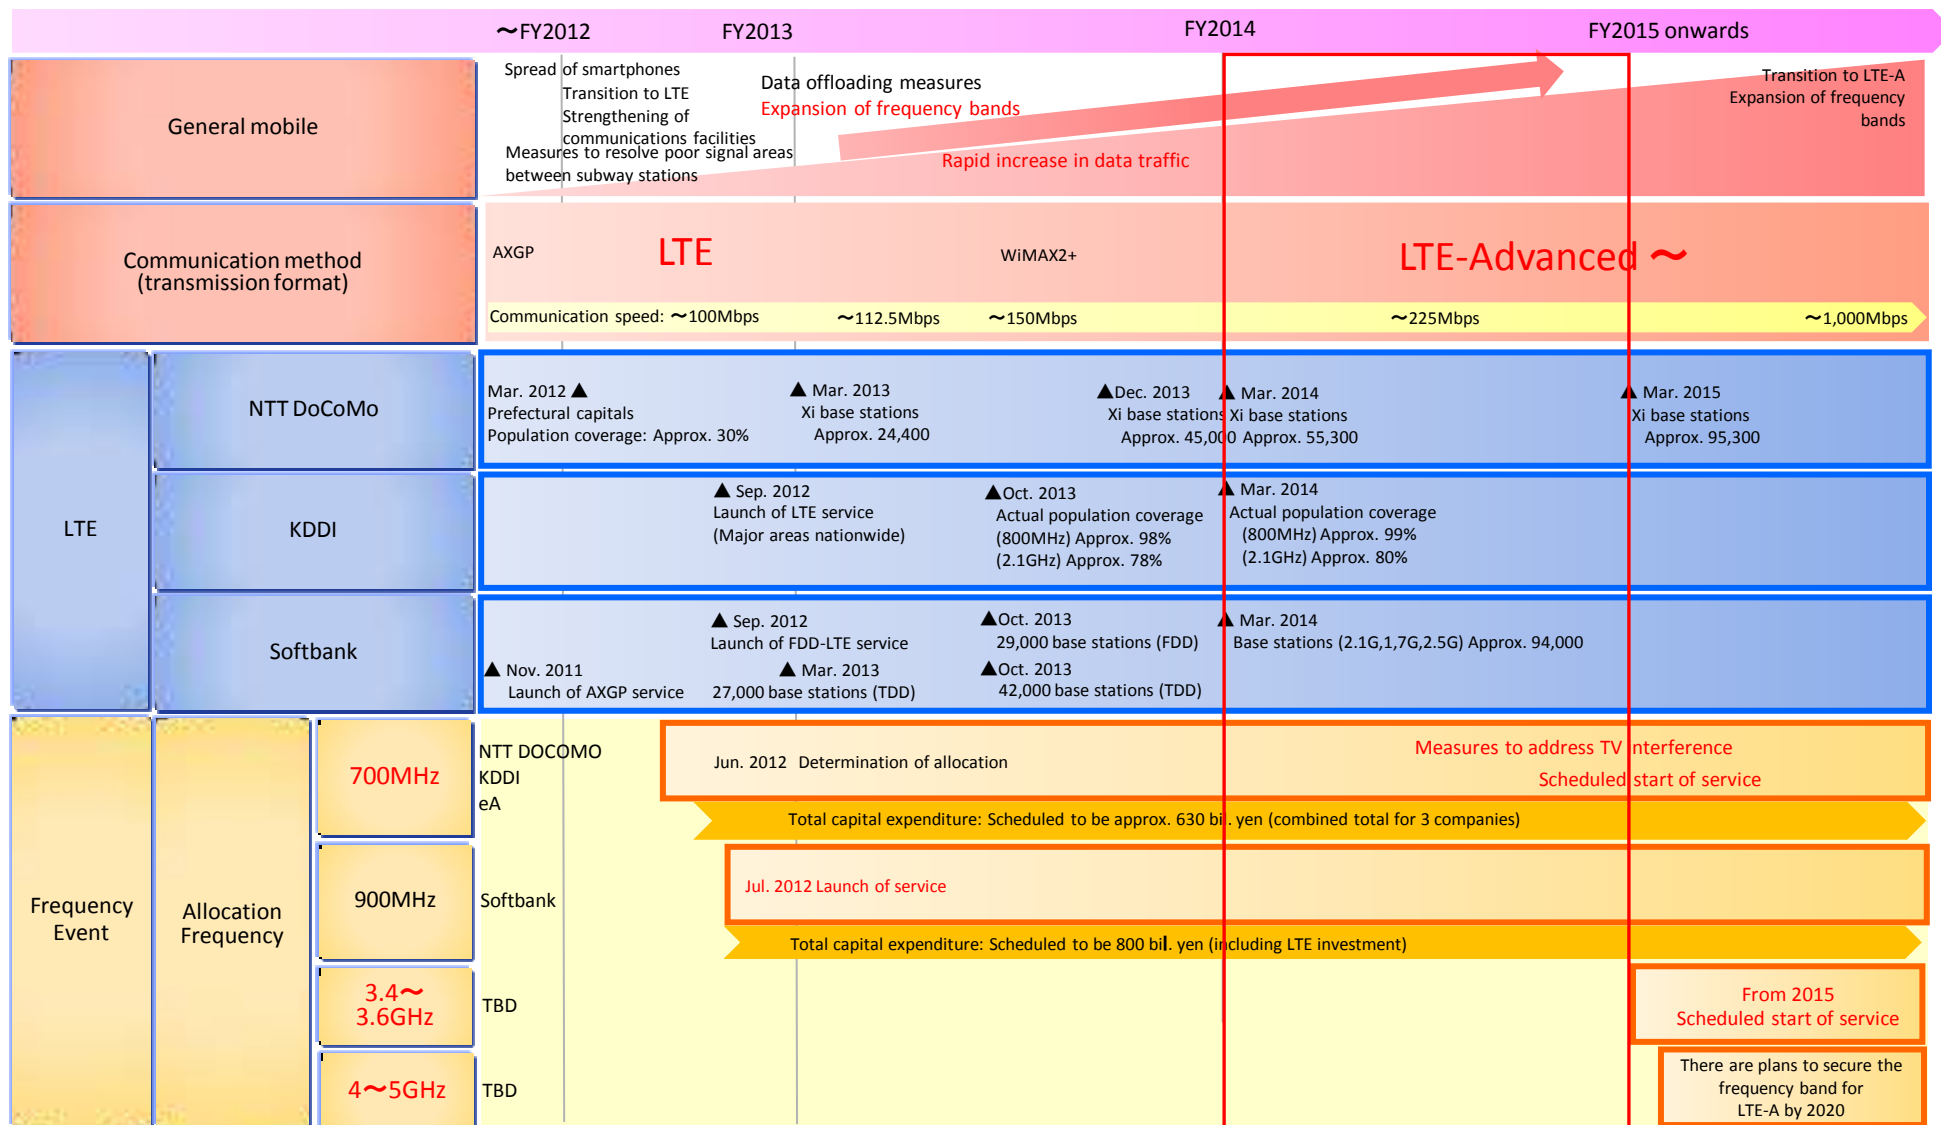 ~FY2012
FY2013
FY2014
FY2015 onwards
General mobile
Spread of smartphones
Transition to LTE
Strengthening of
communications facilities
Measures to resolve poor signal areas
between subway stations
Data offloading measures
Expansion of frequency bands
Rapid increase in data traffic
Transition to LTE-A
Expansion of frequency
bands
Communication method
(transmission format)
AXGP
LTE
WiMAX2+
LTE-Advanced ~
Communication speed: ~100Mbps
~112.5Mbps
~150Mbps
~225Mbps
~1,000Mbps
LTE
NTT DoCoMo
Mar. 2012 ▲
Prefectural capitals
Population coverage: Approx. 30%
▲ Mar. 2013
Xi base stations
Approx. 24,400
▲Dec. 2013
Xi base stations
Approx. 45,000
▲ Mar. 2014
Xi base stations
Approx. 55,300
▲ Mar. 2015
Xi base stations
Approx. 95,300
KDDI
▲ Sep. 2012
Launch of LTE service
(Major areas nationwide)
▲Oct. 2013
Actual population coverage
(800MHz) Approx. 98%
(2.1GHz) Approx. 78%
▲ Mar. 2014
Actual population coverage
(800MHz) Approx. 99%
(2.1GHz) Approx. 80%
Softbank
▲ Sep. 2012
Launch of FDD-LTE service
▲Oct. 2013
29,000 base stations (FDD)
▲ Mar. 2014
Base stations (2.1G,1,7G,2.5G) Approx. 94,000
▲ Nov. 2011
Launch of AXGP service
▲ Mar. 2013
27,000 base stations (TDD)
▲Oct. 2013
42,000 base stations (TDD)
Frequency
Event
Allocation
Frequency
700MHz
NTT DOCOMO
KDDI
eA
Jun. 2012 Determination of allocation
Measures to address TV interference
Scheduled start of service
Total capital expenditure: Scheduled to be approx. 630 bil. yen (combined total for 3 companies)
900MHz
Softbank
Jul. 2012 Launch of service
Total capital expenditure: Scheduled to be 800 bil. yen (including LTE investment)
3.4~
3.6GHz
TBD
From 2015
Scheduled start of service
4~5GHz
TBD
There are plans to secure the
frequency band for
LTE-A by 2020